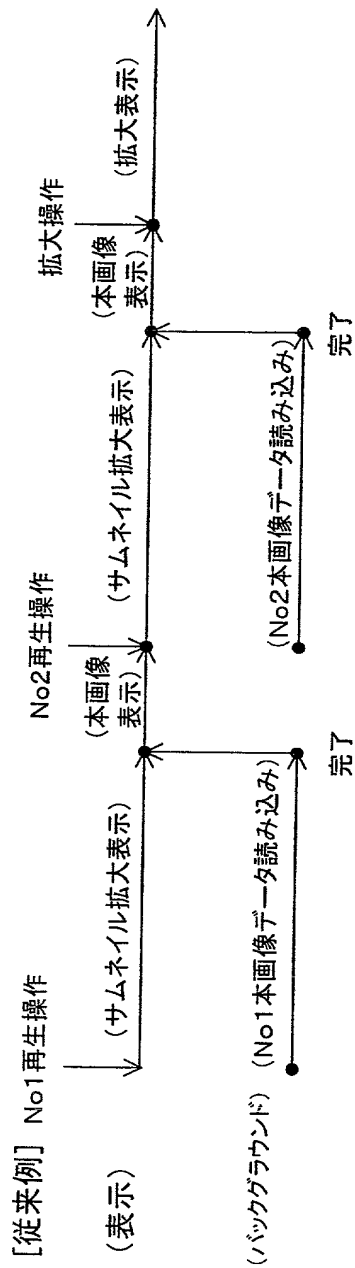 [従来例]
No1再生操作
No2再生操作
拡大操作
(表示)
(サムネイル拡大表示)
(本画像
表示)
(サムネイル拡大表示)
(本画像
表示)
(拡大表示)
(バックグラウンド)
(No1本画像データ読み込み)
完了
(No2本画像データ読み込み)
完了